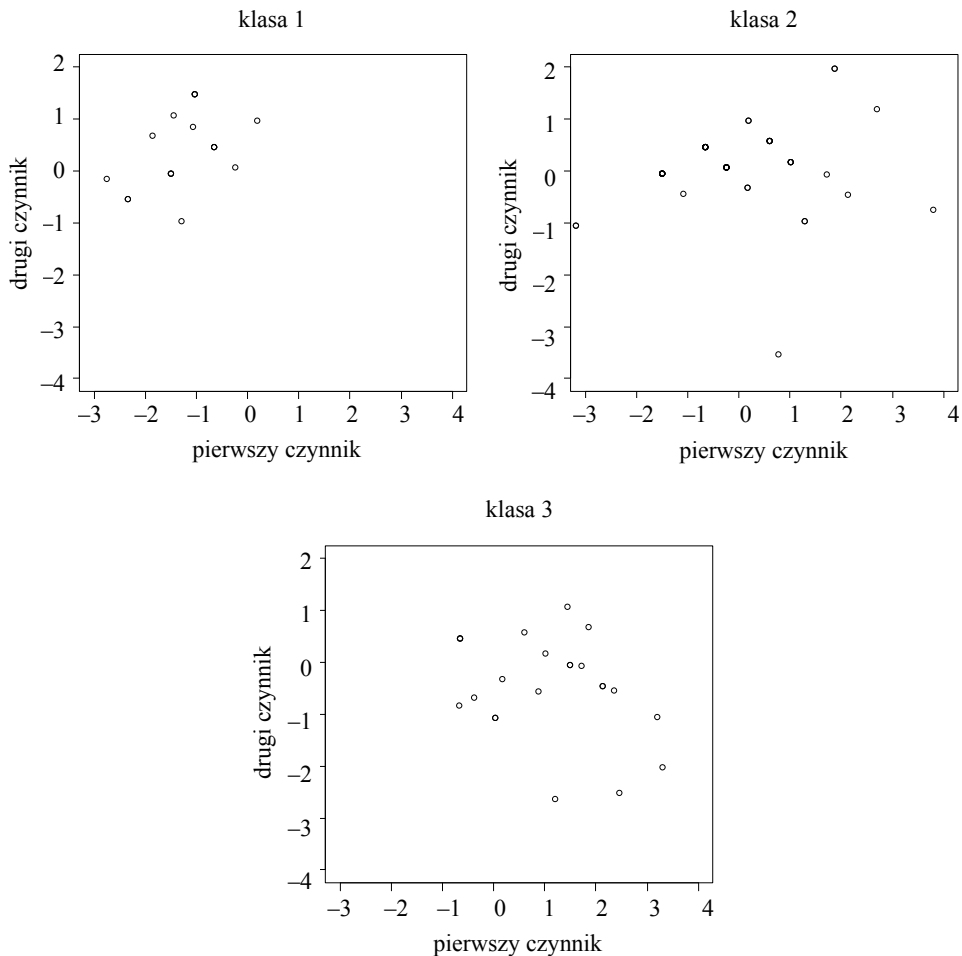 klasa 1
2
1
0
–1
–2
–3
–4
drugi czynnik
–3 –2 –1 0 1 2 3 4
pierwszy czynnik
klasa 2
2
1
0
–1
–2
–3
–4
drugi czynnik
–3 –2 –1 0 1 2 3 4
pierwszy czynnik
klasa 3
2
1
0
–1
–2
–3
–4
drugi czynnik
–3 –2 –1 0 1 2 3 4
pierwszy czynnik